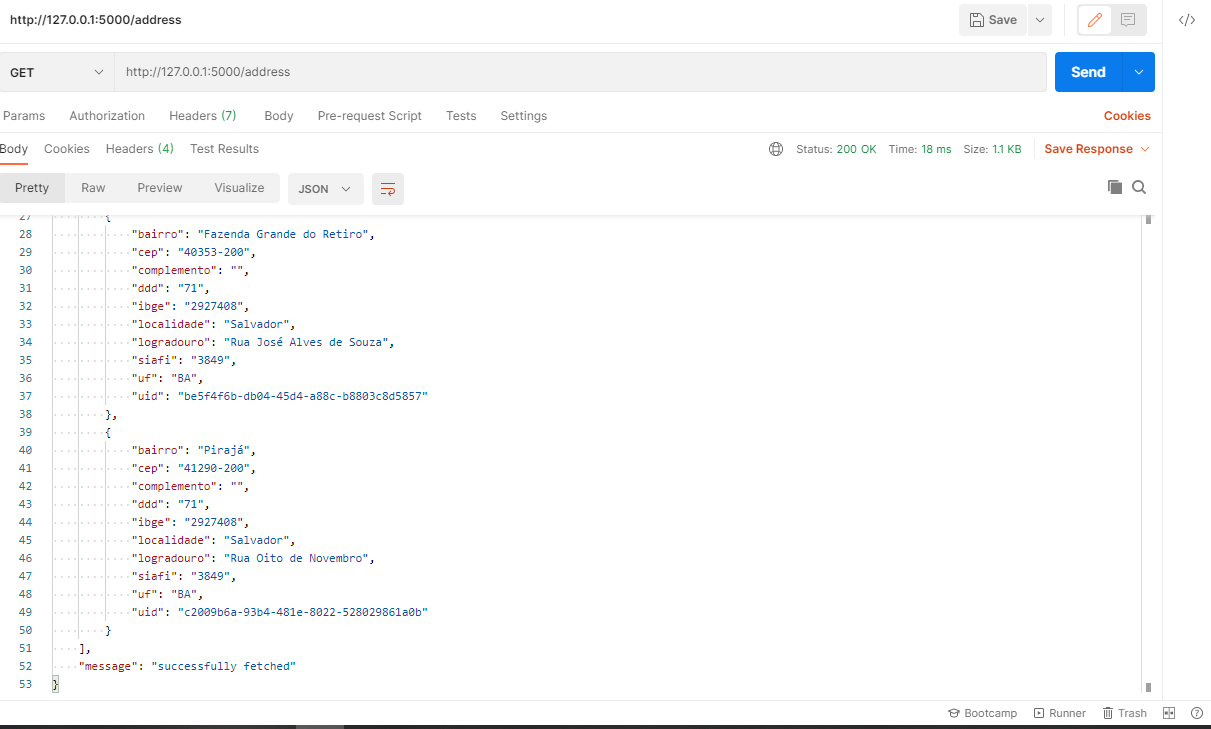 http://127.0.0.1:5000/address Save
GET http://127.0.0.1:5000/address Send
Params Authorization Headers (7) Body Pre-request Script Tests Settings Cookies
Body Cookies Headers (4) Test Results Status: 200 OK Time: 18 ms Size: 1.1 KB Save Response
Pretty Raw Preview Visualize JSON
27 {
28 "bairro": "Fazenda Grande do Retiro",
29 "cep": "40353-200",
30 "complemento": "",
31 "ddd": "71",
32 "ibge": "2927408",
33 "localidade": "Salvador",
34 "logradouro": "Rua José Alves de Souza",
35 "siafi": "3849",
36 "uf": "BA",
37 "uid": "be5f4f6b-db04-45d4-a88c-b8803c8d5857"
38 },
39 {
40 "bairro": "Pirajá",
41 "cep": "41290-200",
42 "complemento": "",
43 "ddd": "71",
44 "ibge": "2927408",
45 "localidade": "Salvador",
46 "logradouro": "Rua Oito de Novembro",
47 "siafi": "3849",
48 "uf": "BA",
49 "uid": "c2009b6a-93b4-481e-8022-528029861a0b"
50 }
51 ],
52 "message": "successfully fetched"
53 }
Bootcamp Runner Trash